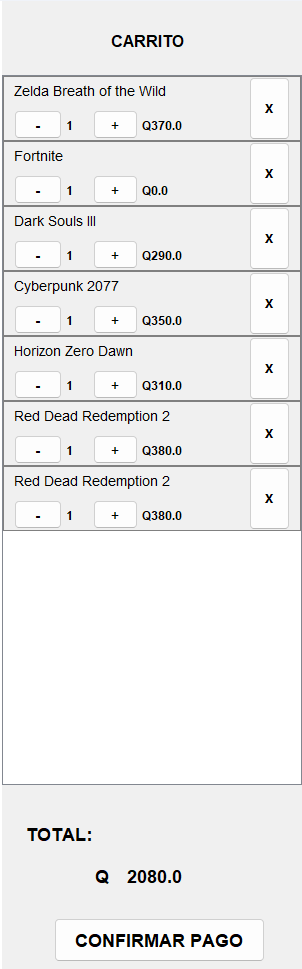 CARRITO
Zelda Breath of the Wild
- 1 + Q370.0 x
Fortnite
- 1 + Q0.0 x
Dark Souls III
- 1 + Q290.0 x
Cyberpunk 2077
- 1 + Q350.0 x
Horizon Zero Dawn
- 1 + Q310.0 x
Red Dead Redemption 2
- 1 + Q380.0 x
Red Dead Redemption 2
- 1 + Q380.0 x
TOTAL:
Q 2080.0
CONFIRMAR PAGO